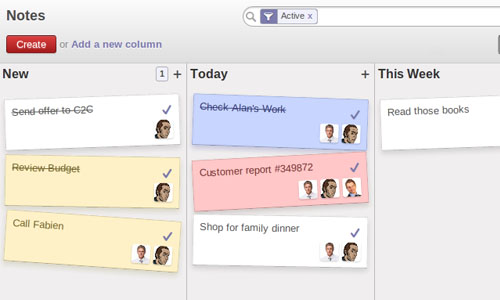 Notes
Active x
Create or Add a new column
New 1 +
Send offer to C2C
Review Budget
Call Fabien
Today +
Check Alan's Work
Customer report #349872
Shop for family dinner
This Week
Read those books